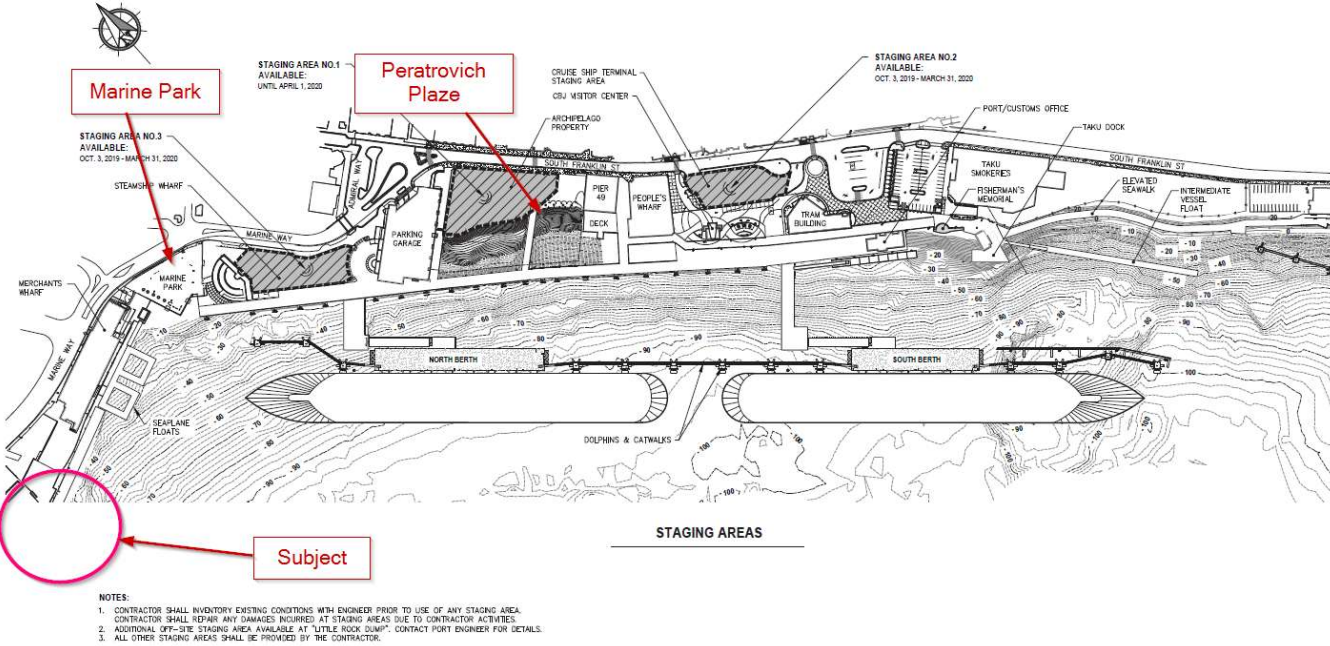 Marine Park
STAGING AREA NO.1
AVAILABLE:
UNTIL APRIL 1, 2020
Peratrovich
Plaze
CRUISE SHIP TERMINAL
STAGING AREA
CBJ VISITOR CENTER
ARCHIPELAGO
PROPERTY
STAGING AREA NO.2
AVAILABLE:
OCT. 3, 2019 - MARCH 31, 2020
PORT/CUSTOMS OFFICE
TAKU DOCK
STAGING AREA NO.3
AVAILABLE:
OCT. 3, 2019 - MARCH 31, 2020
STEAMSHIP WHARF
ADMIRAL WAY
SOUTH FRANKLIN ST
SOUTH FRANKLIN ST
TAKU
SMOKERIES
FISHERMAN'S
MEMORIAL
ELEVATED
SEAWALK
INTERMEDIATE
VESSEL
FLOAT
PIER
49
DECK
PEOPLE'S
WHARF
TRAM
BUILDING
PARKING
GARAGE
MARINE WAY
MARINE
PARK
MERCHANTS
WHARF
MARINE WAY
NORTH BERTH
SOUTH BERTH
SEAPLANE
FLOATS
DOLPHINS & CATWALKS
STAGING AREAS
Subject
NOTES:
1. CONTRACTOR SHALL INVENTORY EXISTING CONDITIONS WITH ENGINEER PRIOR TO USE OF ANY STAGING AREA.
CONTRACTOR SHALL REPAIR ANY DAMAGES INCURRED AT STAGING AREAS DUE TO CONTRACTOR ACTIVITIES.
2. ADDITIONAL OFF-SITE STAGING AREA AVAILABLE AT "LITTLE ROCK DUMP". CONTACT PORT ENGINEER FOR DETAILS.
3. ALL OTHER STAGING AREAS SHALL BE PROVIDED BY THE CONTRACTOR.